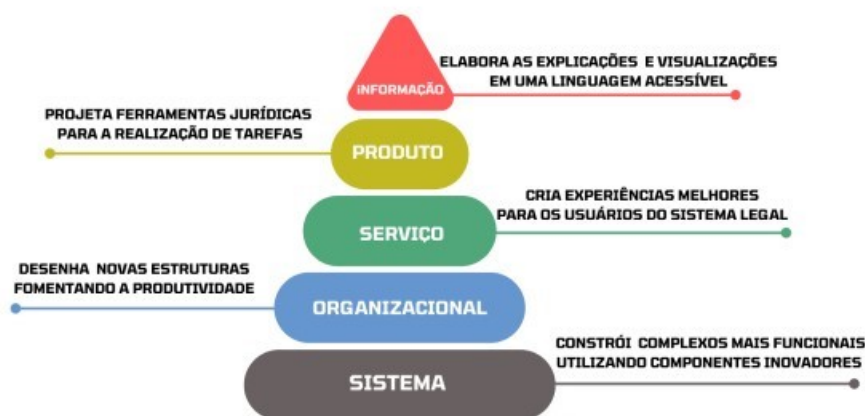 ELABORA AS EXPLICAÇÕES E VISUALIZAÇÕES
EM UMA LINGUAGEM ACESSÍVEL
INFORMAÇÃO
PROJETA FERRAMENTAS JURÍDICAS
PARA A REALIZAÇÃO DE TAREFAS
PRODUTO
CRIA EXPERIÊNCIAS MELHORES
PARA OS USUÁRIOS DO SISTEMA LEGAL
SERVIÇO
DESENHA NOVAS ESTRUTURAS
FOMENTANDO A PRODUTIVIDADE
ORGANIZACIONAL
CONSTRÓI COMPLEXOS MAIS FUNCIONAIS
UTILIZANDO COMPONENTES INOVADORES
SISTEMA